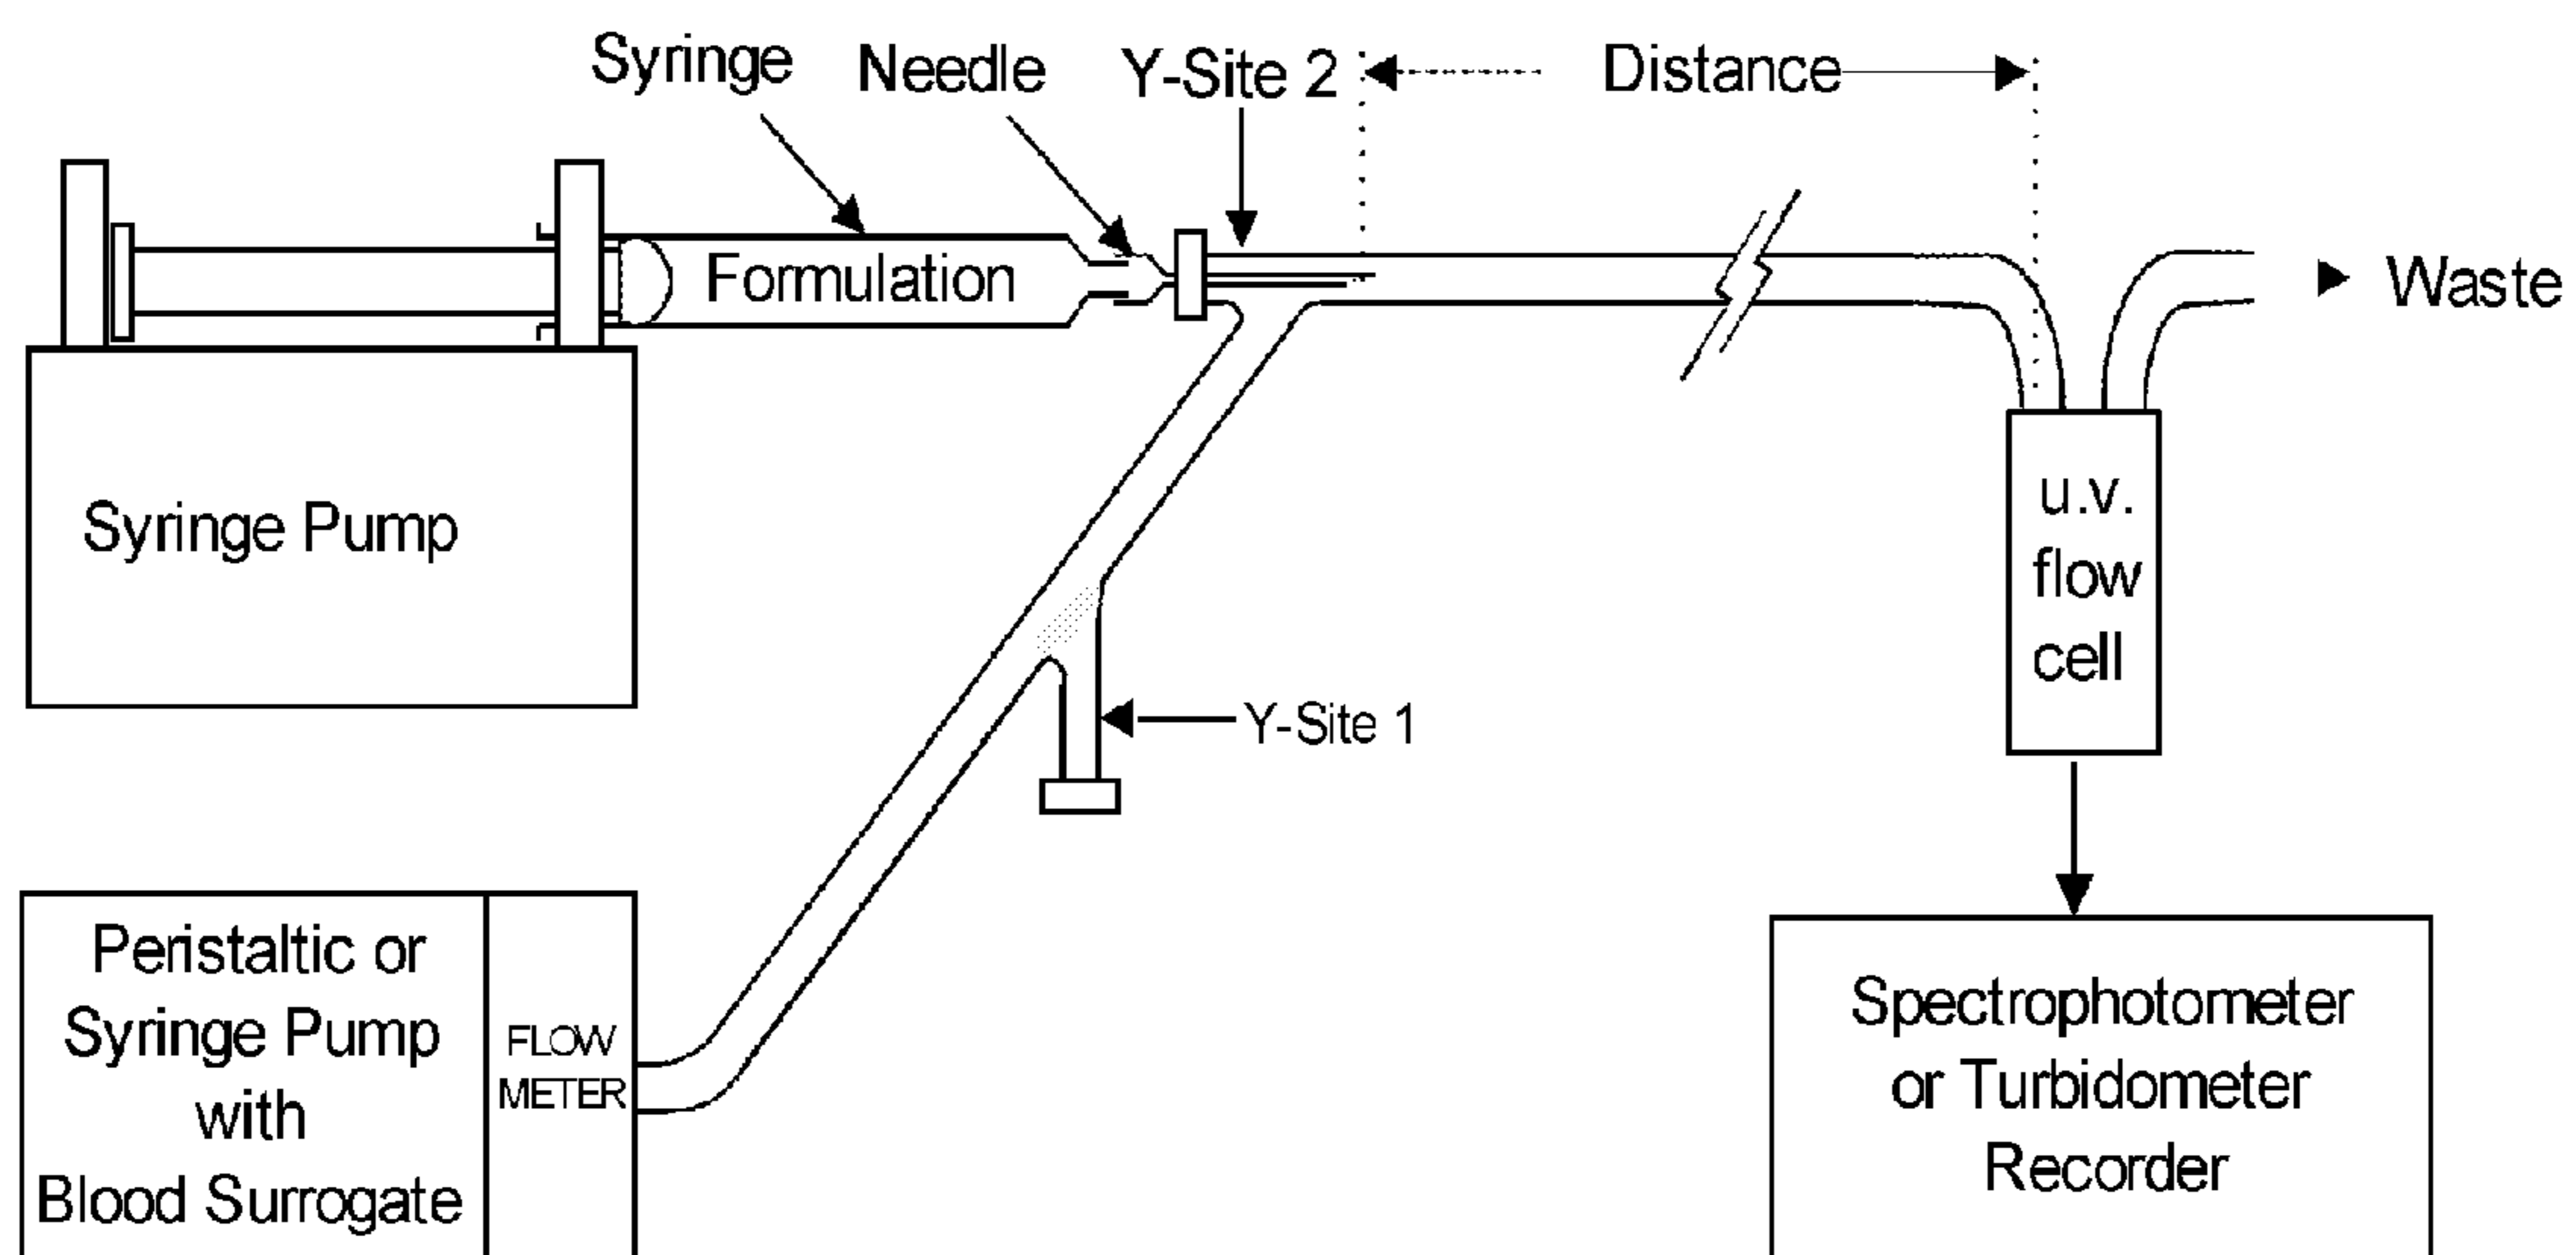 Syringe
Needle
Y-Site 2
Distance
Formulation
Waste
Syringe Pump
u.v.
flow
cell
Y-Site 1
Peristaltic or
Syringe Pump
with
Blood Surrogate
FLOW
METER
Spectrophotometer
or Turbidometer
Recorder